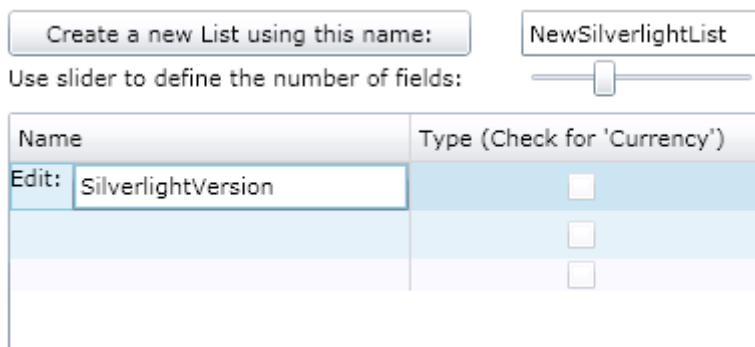 Create a new List using this name: NewSilverlightList
Use slider to define the number of fields:
Name Type (Check for 'Currency')
Edit: SilverlightVersion